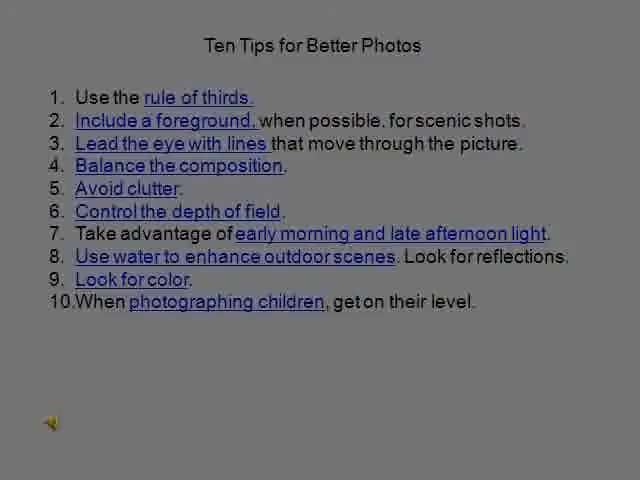 Ten Tips for Better Photos
1. Use the rule of thirds.
2. Include a foreground, when possible, for scenic shots.
3. Lead the eye with lines that move through the picture.
4. Balance the composition.
5. Avoid clutter.
6. Control the depth of field.
7. Take advantage of early morning and late afternoon light.
8. Use water to enhance outdoor scenes. Look for reflections.
9. Look for color.
10.When photographing children, get on their level.